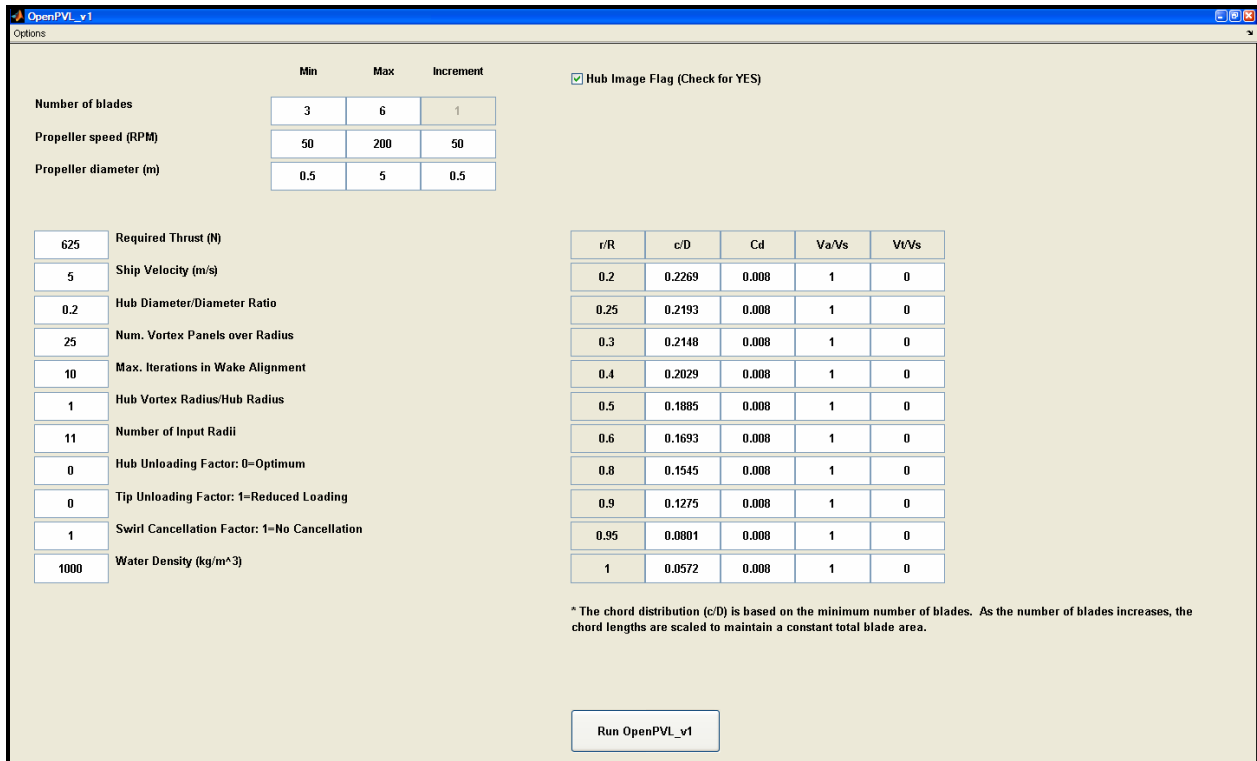 OpenPVL_v1
Options
Min Max Increment
Hub Image Flag (Check for YES)
Number of blades 3 6 1
Propeller speed (RPM) 50 200 50
Propeller diameter (m) 0.5 5 0.5
625 Required Thrust (N)
5 Ship Velocity (m/s)
0.2 Hub Diameter/Diameter Ratio
25 Num. Vortex Panels over Radius
10 Max. Iterations in Wake Alignment
1 Hub Vortex Radius/Hub Radius
11 Number of Input Radii
0 Hub Unloading Factor: 0=Optimum
0 Tip Unloading Factor: 1=Reduced Loading
1 Swirl Cancellation Factor: 1=No Cancellation
1000 Water Density (kg/m^3)
r/R c/D Cd Va/Vs Vt/Vs
0.2 0.2269 0.008 1 0
0.25 0.2193 0.008 1 0
0.3 0.2148 0.008 1 0
0.4 0.2029 0.008 1 0
0.5 0.1885 0.008 1 0
0.6 0.1693 0.008 1 0
0.8 0.1545 0.008 1 0
0.9 0.1275 0.008 1 0
0.95 0.0801 0.008 1 0
1 0.0572 0.008 1 0
* The chord distribution (c/D) is based on the minimum number of blades. As the number of blades increases, the
chord lengths are scaled to maintain a constant total blade area.
Run OpenPVL_v1